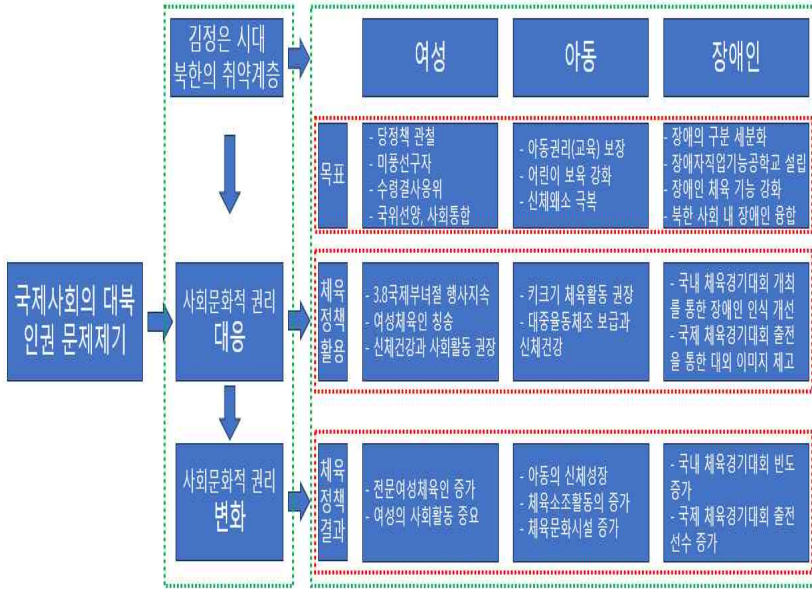 김정은 시대
북한의 취약계층
여성
아동
장애인
목표
- 당정책 관철
- 미풍선구자
- 수령결사옹위
- 국위선양, 사회통합
- 아동권리(교육) 보장
- 어린이 보육 강화
- 신체왜소 극복
- 장애의 구분 세분화
- 장애자직업기능공학교 설립
- 장애인 체육 기능 강화
- 북한 사회 내 장애인 융합
국제사회의 대북
인권 문제제기
사회문화적 권리
대응
체육
정책
활용
- 3.8국제부녀절 행사지속
- 여성체육인 칭송
- 신체건강과 사회활동 권장
- 키크기 체육활동 권장
- 대중율동체조 보급과
신체건강
- 국내 체육경기대회 개최
를 통한 장애인 인식 개선
- 국제 체육경기대회 출전
을 통한 대외 이미지 제고
사회문화적 권리
변화
체육
정책
결과
- 전문여성체육인 증가
- 여성의 사회활동 중요
- 아동의 신체성장
- 체육소조활동의 증가
- 체육문화시설 증가
- 국내 체육경기대회 빈도
증가
- 국제 체육경기대회 출전
선수 증가